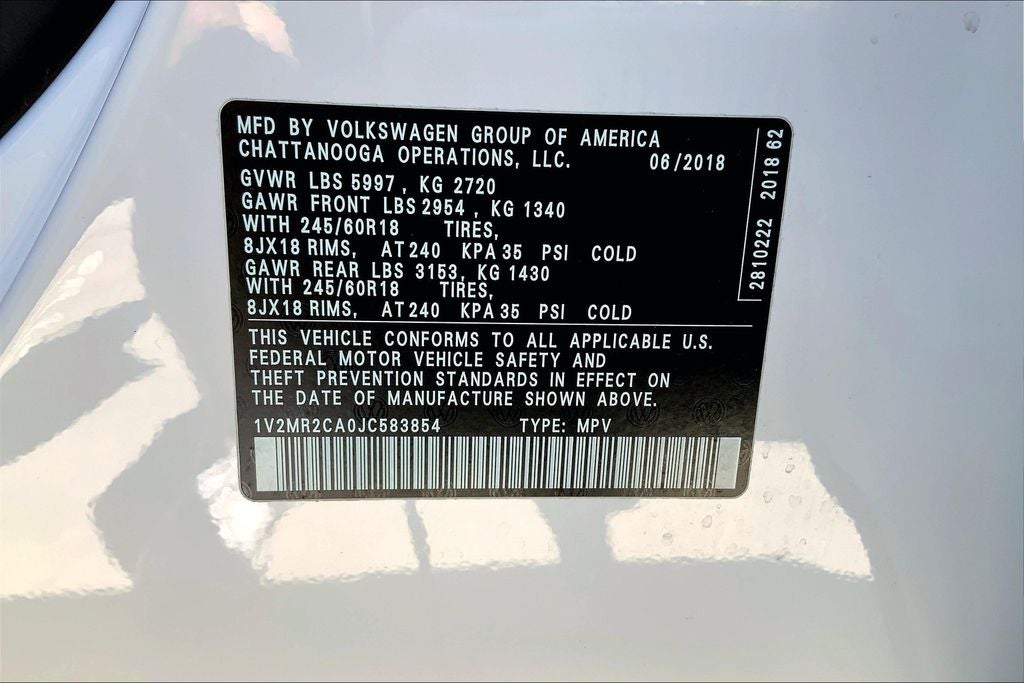 MFD BY VOLKSWAGEN GROUP OF AMERICA
CHATTANOOGA OPERATIONS, LLC. 06/2018
GVWR LBS 5997, KG 2720
GAWR FRONT LBS 2954, KG 1340
WITH 245/60R18 TIRES,
8JX18 RIMS, AT 240 KPA 35 PSI COLD
GAWR REAR LBS 3153, KG 1430
WITH 245/60R18 TIRES,
8JX18 RIMS, AT 240 KPA 35 PSI COLD
THIS VEHICLE CONFORMS TO ALL APPLICABLE U.S.
FEDERAL MOTOR VEHICLE SAFETY AND
THEFT PREVENTION STANDARDS IN EFFECT ON
THE DATE OF MANUFACTURE SHOWN ABOVE.
1V2MR2CA0JC583854 TYPE: MPV
2810222 2018 62